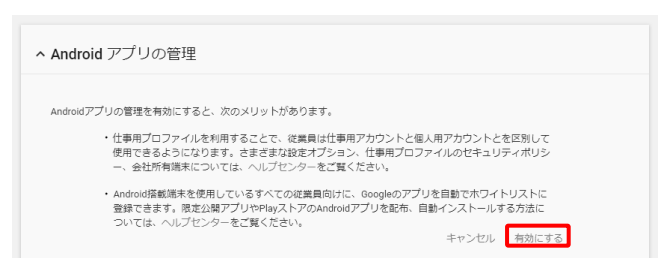 Android アプリの管理
Androidアプリの管理を有効にすると、次のメリットがあります。
・仕事用プロファイルを利用することで、従業員は仕事用アカウントと個人用アカウントとを区別して
使用できるようになります。さまざまな設定オプション、仕事用プロファイルのセキュリティポリシ
ー、会社所有端末については、ヘルプセンターをご覧ください。
・Android搭載端末を使用しているすべての従業員向けに、Googleのアプリを自動でホワイトリストに
登録できます。限定公開アプリやPlayストアのAndroidアプリを配布、自動インストールする方法に
ついては、ヘルプセンターをご覧ください。
キャンセル 有効にする